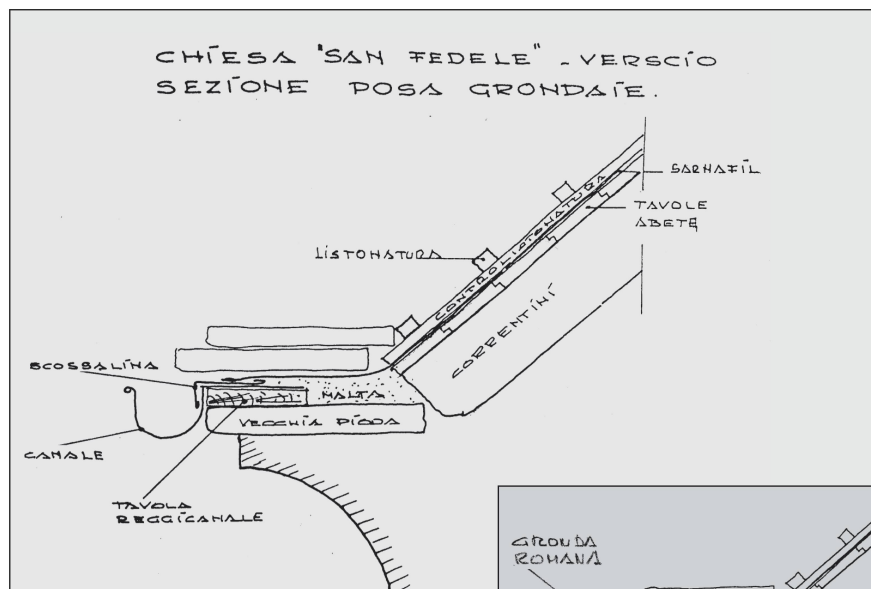 CHIESA "SAN FEDELE" - VERSCIO
SEZIONE POSA GRONDAIE.
SARNAFIL
TAVOLE
ABETE
LISTONATURA
CONTROLISTONATURA
CORRENTINI
SCOSSALINA
MALTA
VECCHIA PIODA
CANALE
TAVOLA
REGGICANALE
GRONDA
ROMANA